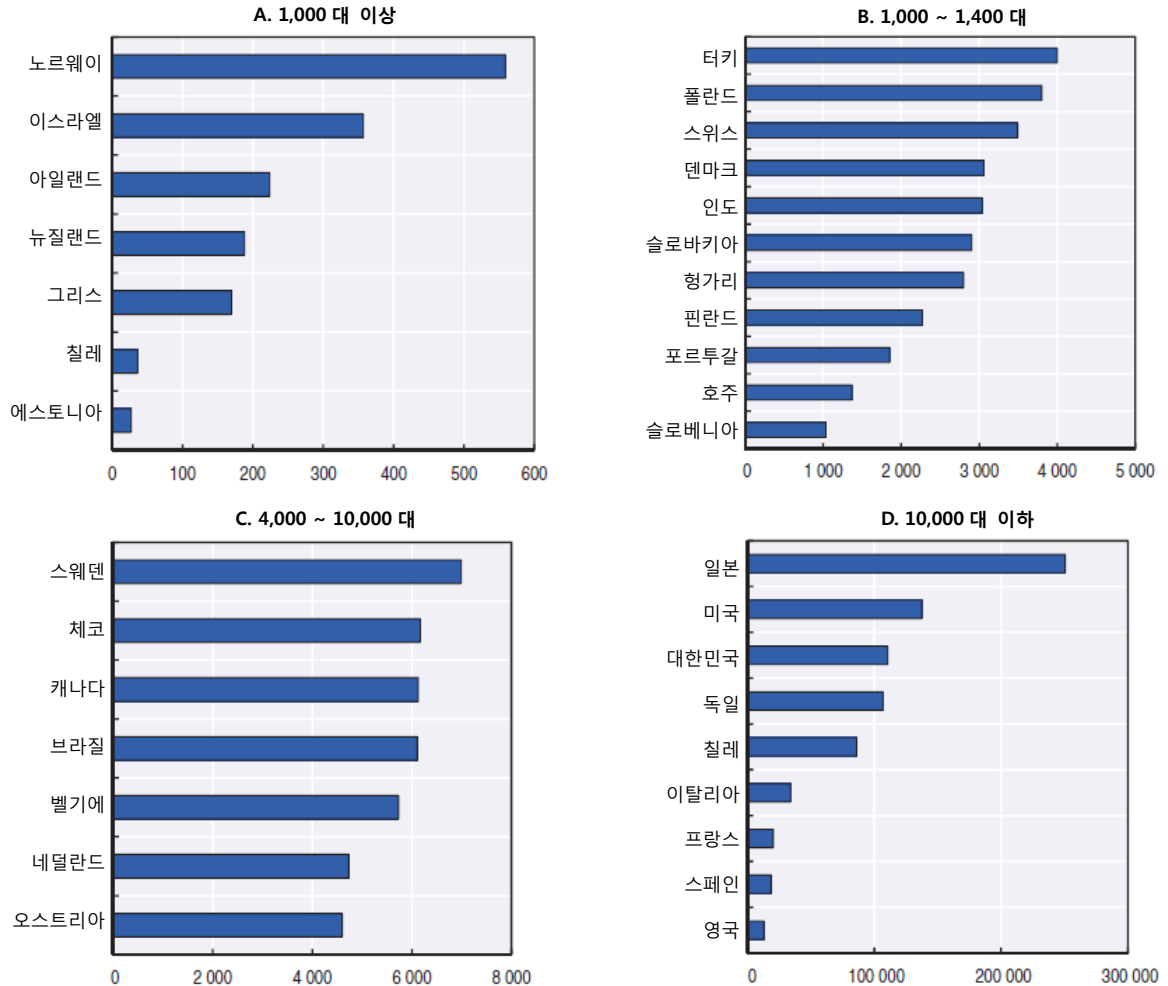 A. 1,000 대 이상
노르웨이
이스라엘
아일랜드
뉴질랜드
그리스
칠레
에스토니아
0 100 200 300 400 500 600
B. 1,000 ~ 1,400 대
터키
폴란드
스위스
덴마크
인도
슬로바키아
헝가리
핀란드
포르투갈
호주
슬로베니아
0 1 000 2 000 3 000 4 000 5 000
C. 4,000 ~ 10,000 대
스웨덴
체코
캐나다
브라질
벨기에
네덜란드
오스트리아
0 2 000 4 000 6 000 8 000
D. 10,000 대 이하
일본
미국
대한민국
독일
칠레
이탈리아
프랑스
스페인
영국
0 100 000 200 000 300 000